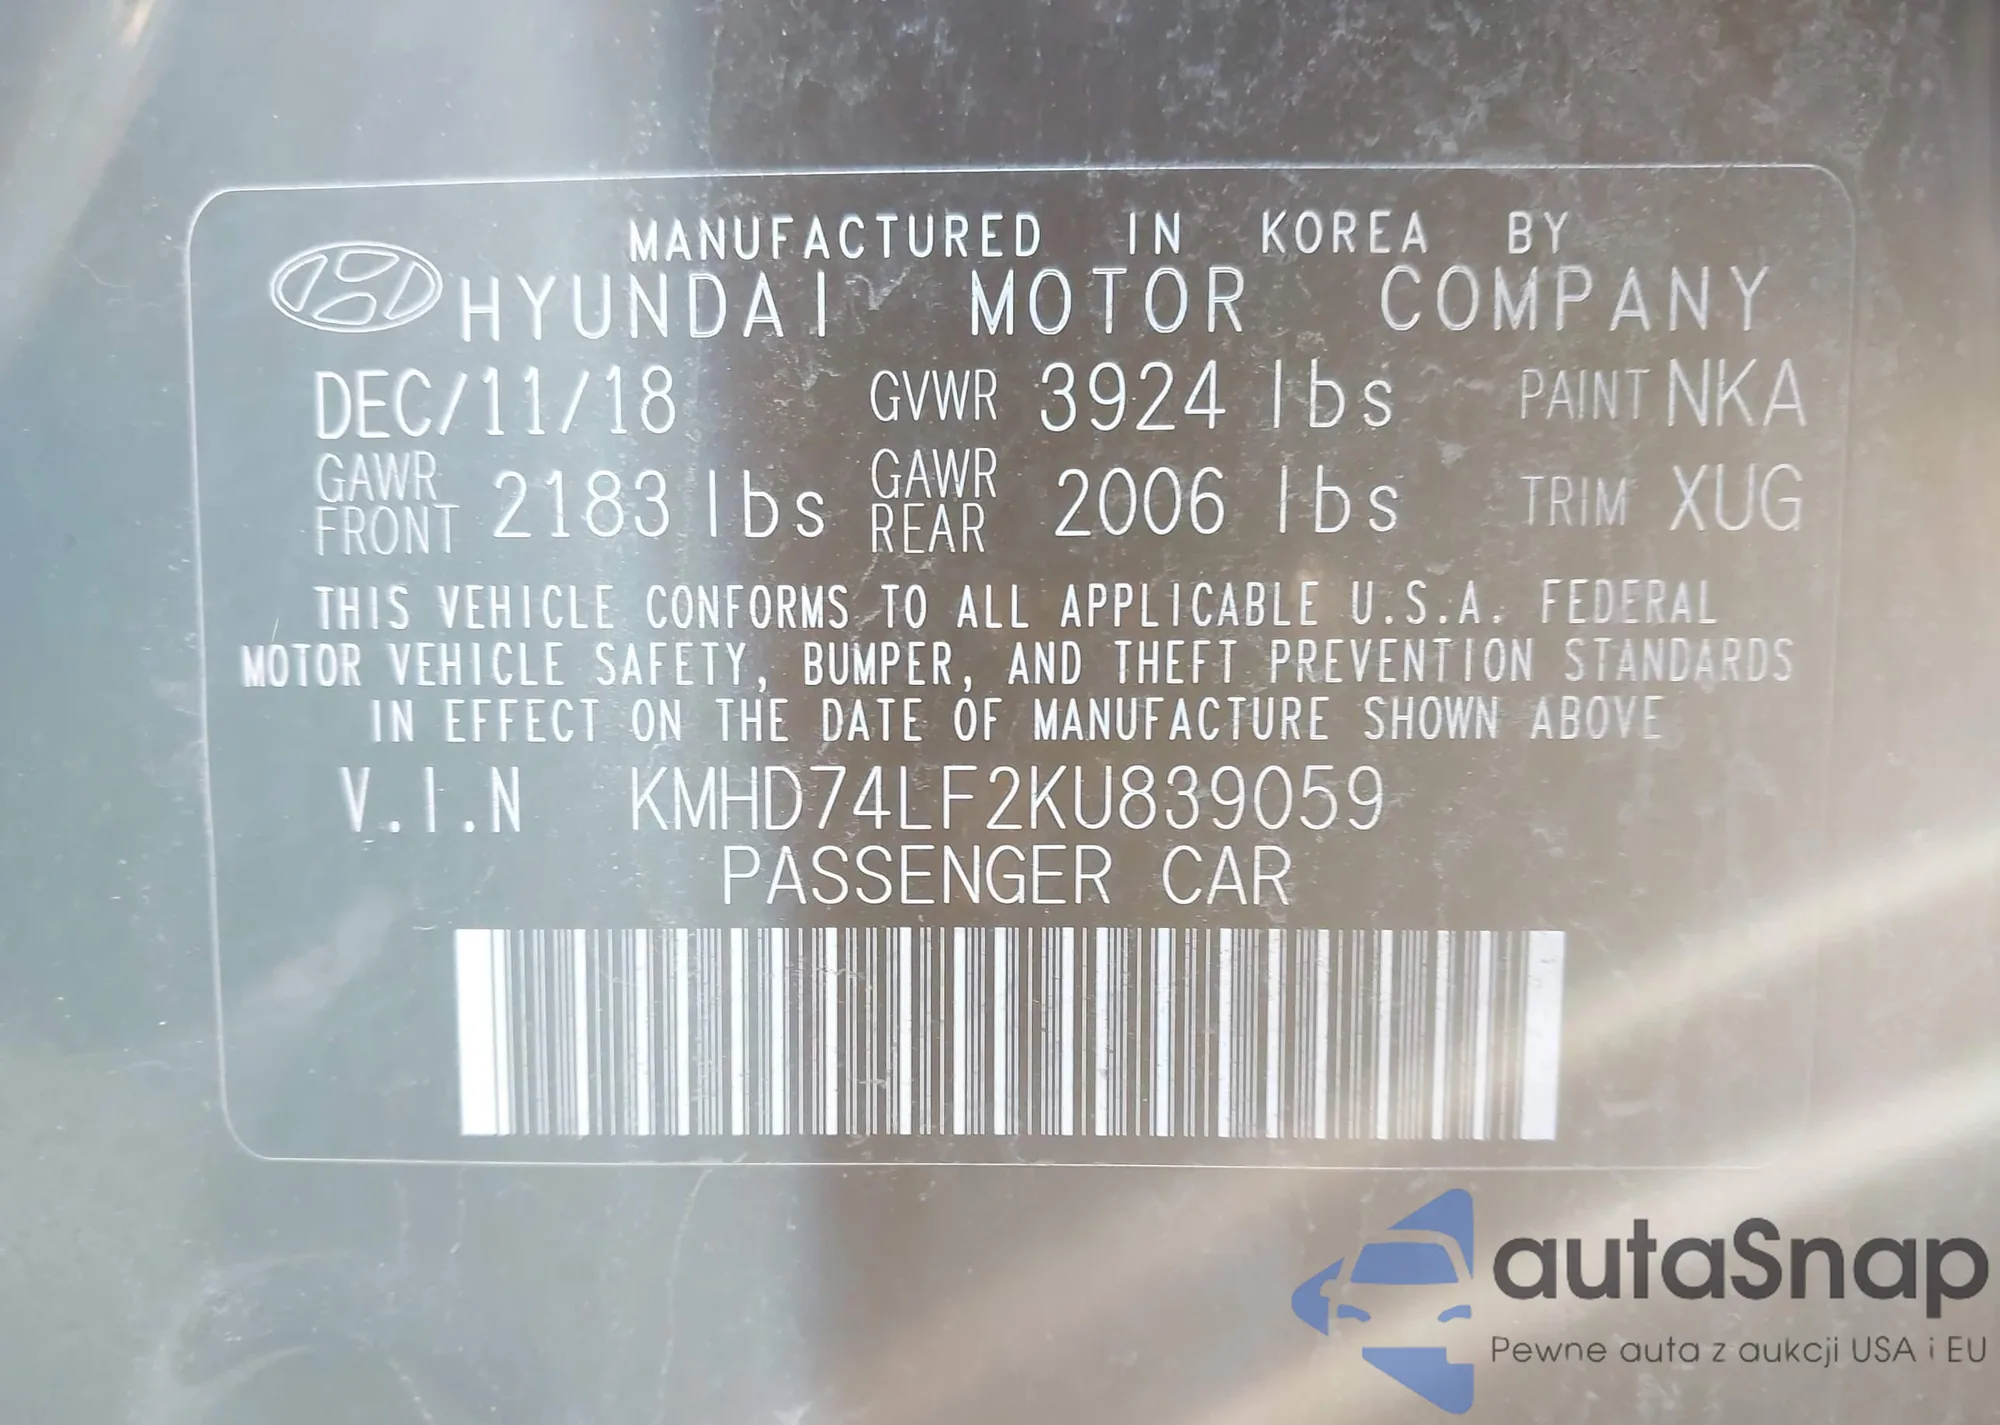 MANUFACTURED IN KOREA BY
HYUNDAI MOTOR COMPANY
DEC/11/18 GVWR 3924 lbs PAINT NKA
GAWR FRONT 2183 lbs GAWR REAR 2006 lbs TRIM XUG
THIS VEHICLE CONFORMS TO ALL APPLICABLE U.S.A. FEDERAL
MOTOR VEHICLE SAFETY, BUMPER, AND THEFT PREVENTION STANDARDS
IN EFFECT ON THE DATE OF MANUFACTURE SHOWN ABOVE
V.I.N KMHD74LF2KU839059
PASSENGER CAR
autaSnap
Pewne auta z aukcji USA i EU